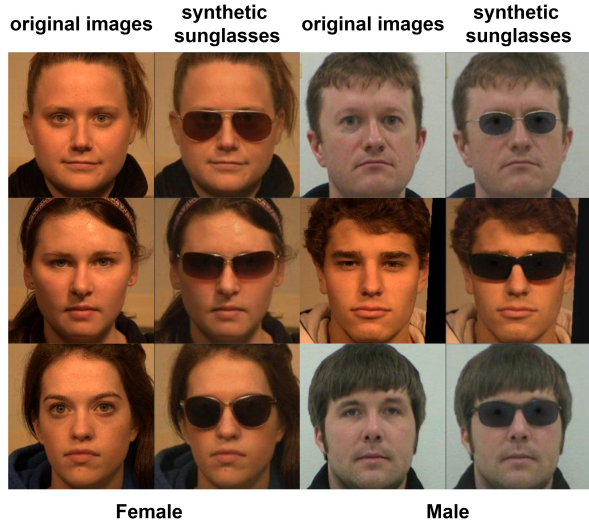 original images
synthetic
sunglasses
original images
synthetic
sunglasses
Female
Male